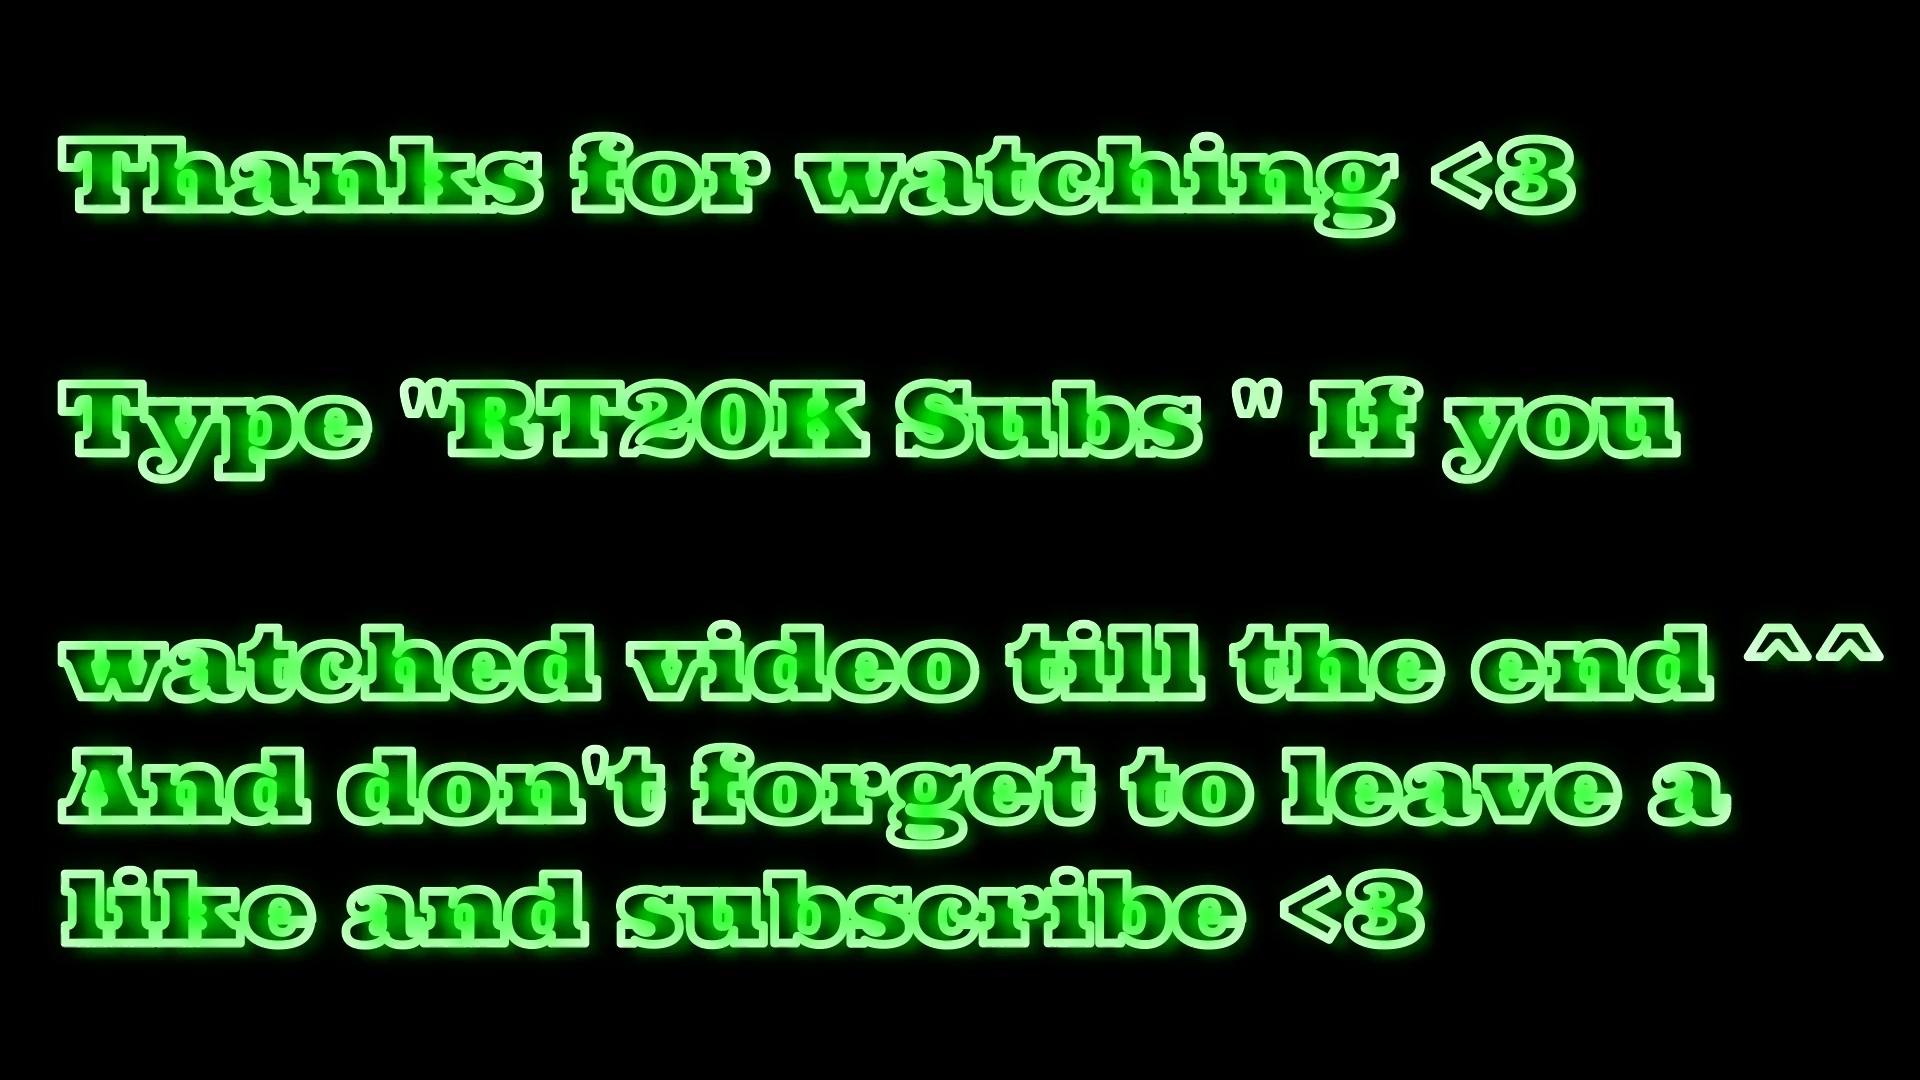 Thanks for watching <3
Type "RT20K Subs " If you
watched video till the end ^^
And don't forget to leave a
like and subscribe <3